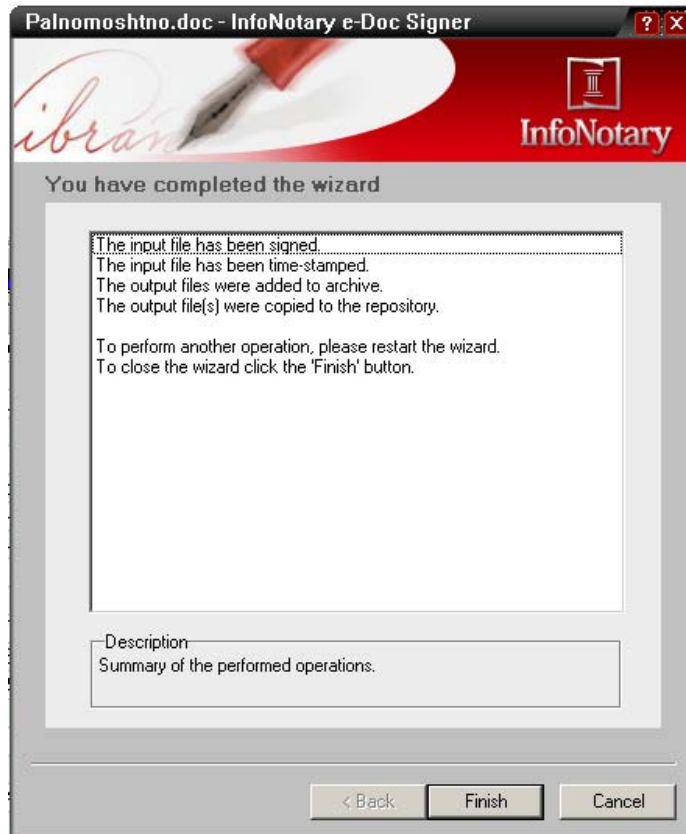 Palnomoshtno.doc - InfoNotary e-Doc Signer
InfoNotary
You have completed the wizard
The input file has been signed.
The input file has been time-stamped.
The output files were added to archive.
The output file(s) were copied to the repository.
To perform another operation, please restart the wizard.
To close the wizard click the 'Finish' button.
Description
Summary of the performed operations.
< Back
Finish
Cancel